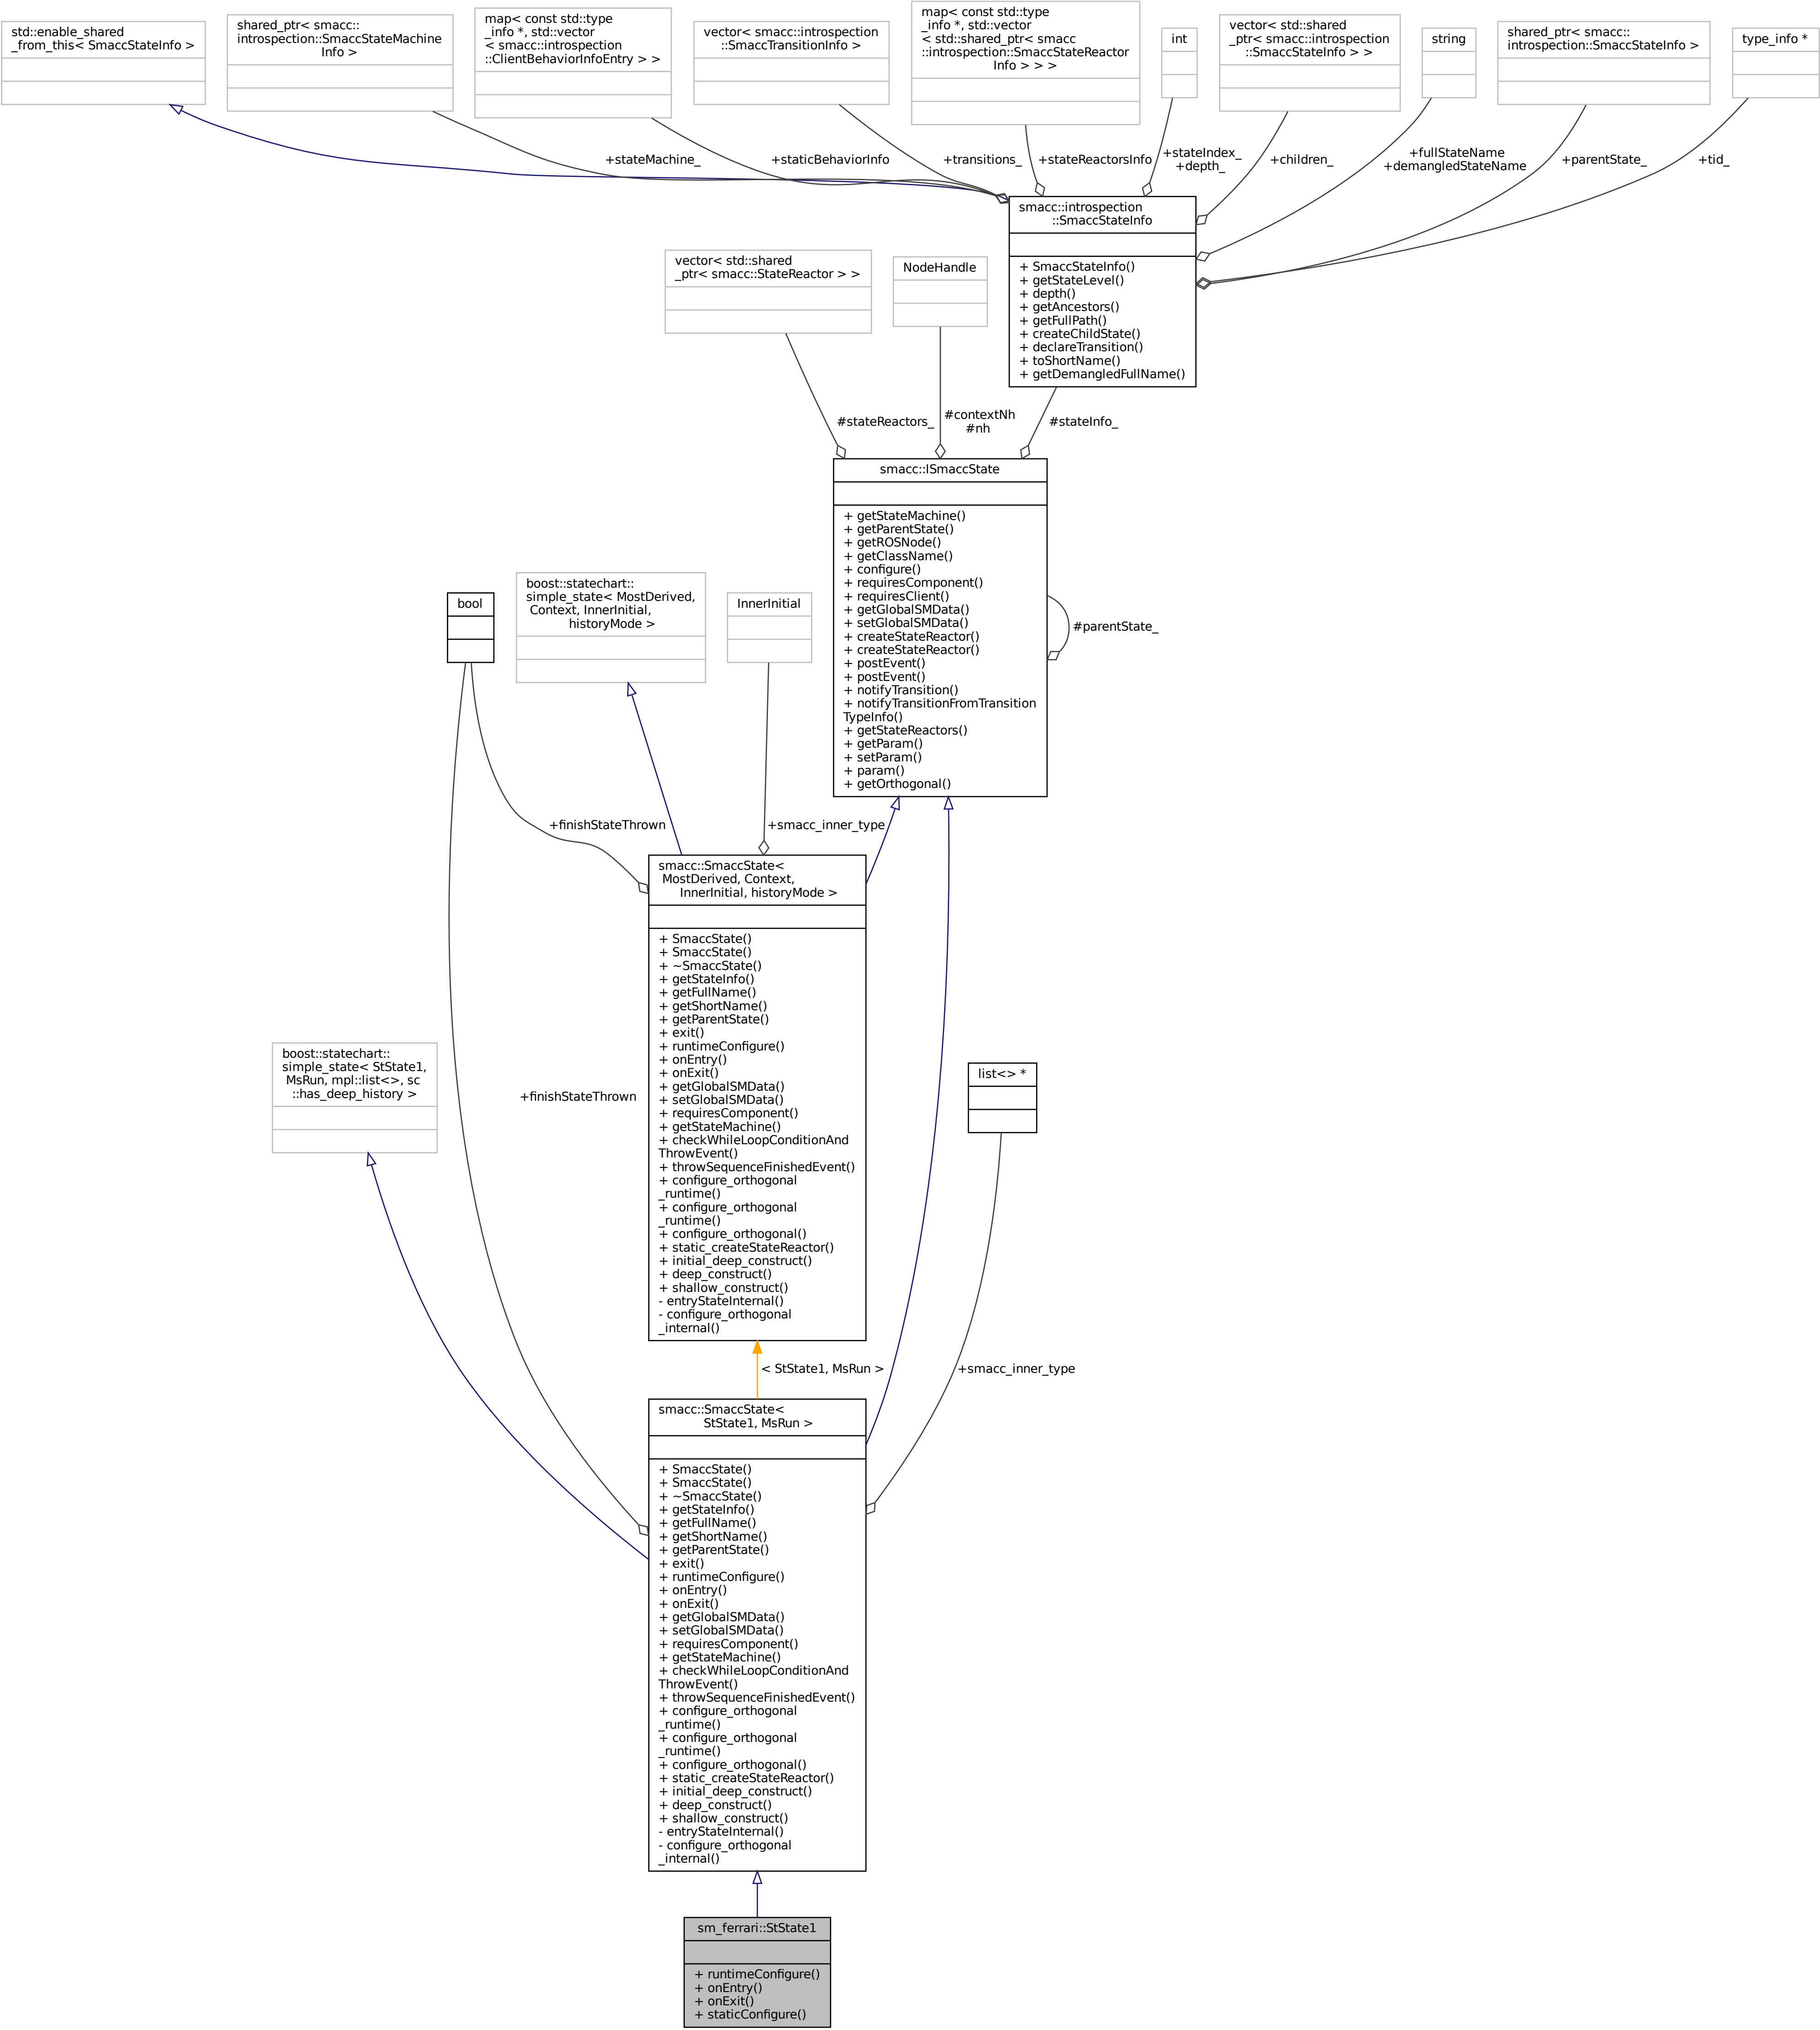 std::enable_shared
_from_this< SmaccStateInfo >
shared_ptr< smacc::
introspection::SmaccStateMachine
Info >
map< const std::type
_info *, std::vector
< smacc::introspection
::ClientBehaviorInfoEntry > >
vector< smacc::introspection
::SmaccTransitionInfo >
map< const std::type
_info *, std::vector
< std::shared_ptr< smacc
::introspection::SmaccStateReactor
Info > > >
int
vector< std::shared
_ptr< smacc::introspection
::SmaccStateInfo > >
string
shared_ptr< smacc::
introspection::SmaccStateInfo >
type_info *
+stateMachine_
+staticBehaviorInfo
+transitions_
+stateReactorsInfo
+stateIndex_
+depth_
+children_
+fullStateName
+demangledStateName
+parentState_
+tid_
smacc::introspection
::SmaccStateInfo
+ SmaccStateInfo()
+ getStateLevel()
+ depth()
+ getAncestors()
+ getFullPath()
+ createChildState()
+ declareTransition()
+ toShortName()
+ getDemangledFullName()
vector< std::shared
_ptr< smacc::StateReactor > >
NodeHandle
#stateReactors_
#contextNh
#nh
#stateInfo_
smacc::ISmaccState
+ getStateMachine()
+ getParentState()
+ getROSNode()
+ getClassName()
+ configure()
+ requiresComponent()
+ requiresClient()
+ getGlobalSMData()
+ setGlobalSMData()
+ createStateReactor()
+ createStateReactor()
+ postEvent()
+ postEvent()
+ notifyTransition()
+ notifyTransitionFromTransition
TypeInfo()
+ getStateReactors()
+ getParam()
+ setParam()
+ param()
+ getOrthogonal()
#parentState_
bool
boost::statechart::
simple_state< MostDerived,
Context, InnerInitial,
historyMode >
InnerInitial
+finishStateThrown
+smacc_inner_type
smacc::SmaccState<
MostDerived, Context,
InnerInitial, historyMode >
+ SmaccState()
+ SmaccState()
+ ~SmaccState()
+ getStateInfo()
+ getFullName()
+ getShortName()
+ getParentState()
+ exit()
+ runtimeConfigure()
+ onEntry()
+ onExit()
+ getGlobalSMData()
+ setGlobalSMData()
+ requiresComponent()
+ getStateMachine()
+ checkWhileLoopConditionAnd
ThrowEvent()
+ throwSequenceFinishedEvent()
+ configure_orthogonal
_runtime()
+ configure_orthogonal
_runtime()
+ configure_orthogonal()
+ static_createStateReactor()
+ initial_deep_construct()
+ deep_construct()
+ shallow_construct()
- entryStateInternal()
- configure_orthogonal
_internal()
boost::statechart::
simple_state< StState1,
MsRun, mpl::list<>, sc
::has_deep_history >
+finishStateThrown
list<> *
< StState1, MsRun >
+smacc_inner_type
smacc::SmaccState<
StState1, MsRun >
+ SmaccState()
+ SmaccState()
+ ~SmaccState()
+ getStateInfo()
+ getFullName()
+ getShortName()
+ getParentState()
+ exit()
+ runtimeConfigure()
+ onEntry()
+ onExit()
+ getGlobalSMData()
+ setGlobalSMData()
+ requiresComponent()
+ getStateMachine()
+ checkWhileLoopConditionAnd
ThrowEvent()
+ throwSequenceFinishedEvent()
+ configure_orthogonal
_runtime()
+ configure_orthogonal
_runtime()
+ configure_orthogonal()
+ static_createStateReactor()
+ initial_deep_construct()
+ deep_construct()
+ shallow_construct()
- entryStateInternal()
- configure_orthogonal
_internal()
sm_ferrari::StState1
+ runtimeConfigure()
+ onEntry()
+ onExit()
+ staticConfigure()